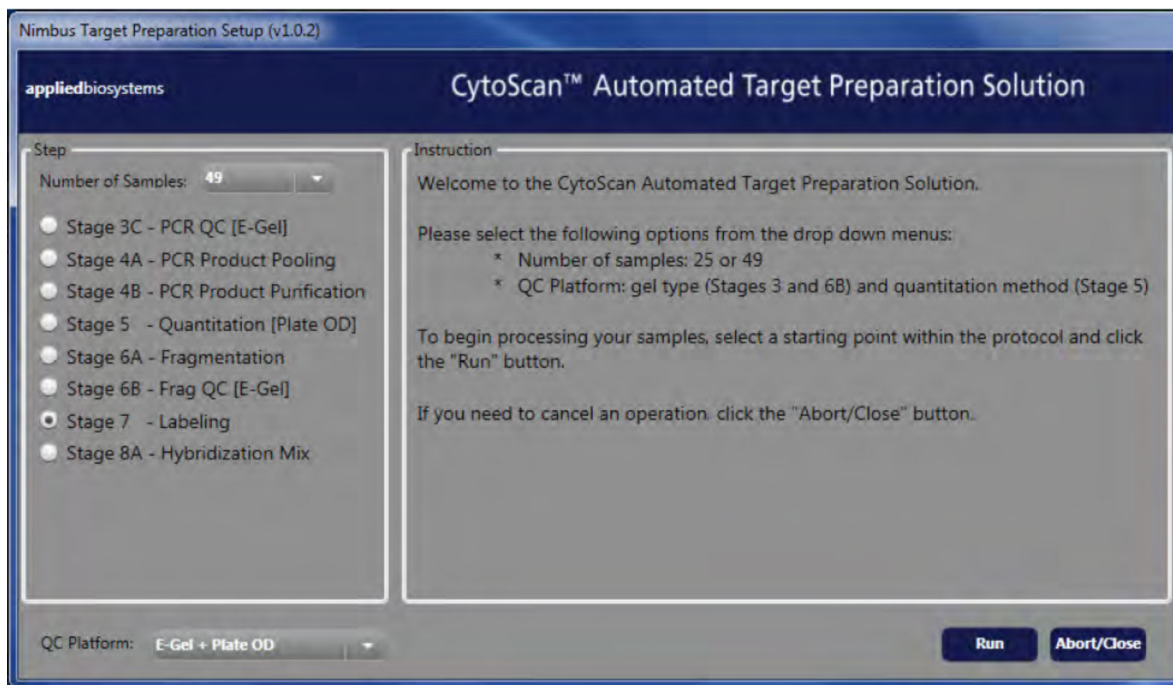 Nimbus Target Preparation Setup (v1.0.2)
appliedbiosystems
CytoScan™ Automated Target Preparation Solution
Step
Number of Samples: 49
Stage 3C - PCR QC [E-Gel]
Stage 4A - PCR Product Pooling
Stage 4B - PCR Product Purification
Stage 5 - Quantitation [Plate OD]
Stage 6A - Fragmentation
Stage 6B - Frag QC [E-Gel]
Stage 7 - Labeling
Stage 8A - Hybridization Mix
Instruction
Welcome to the CytoScan Automated Target Preparation Solution.
Please select the following options from the drop down menus:
* Number of samples: 25 or 49
* QC Platform: gel type (Stages 3 and 6B) and quantitation method (Stage 5)
To begin processing your samples, select a starting point within the protocol and click
the "Run" button.
If you need to cancel an operation, click the "Abort/Close" button.
QC Platform: E-Gel + Plate OD
Run
Abort/Close